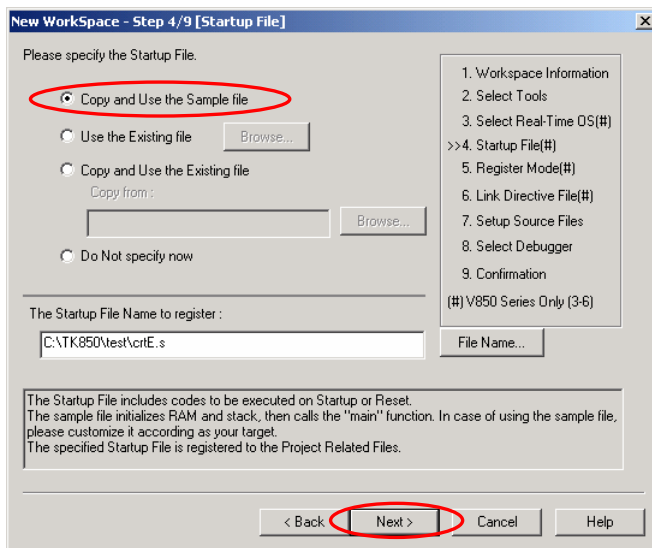 New WorkSpace - Step 4/9 [Startup File]
Please specify the Startup File.
Copy and Use the Sample file
Use the Existing file
Browse...
Copy and Use the Existing file
Copy from :
Browse...
Do Not specify now
1. Workspace Information
2. Select Tools
3. Select Real-Time OS(#)
>>4. Startup File(#)
5. Register Mode(#)
6. Link Directive File(#)
7. Setup Source Files
8. Select Debugger
9. Confirmation
(#) V850 Series Only (3-6)
The Startup File Name to register :
C:\TK850\test\crtE.s
File Name...
The Startup File includes codes to be executed on Startup or Reset.
The sample file initializes RAM and stack, then calls the "main" function. In case of using the sample file,
please customize it according as your target.
The specified Startup File is registered to the Project Related Files.
< Back
Next >
Cancel
Help